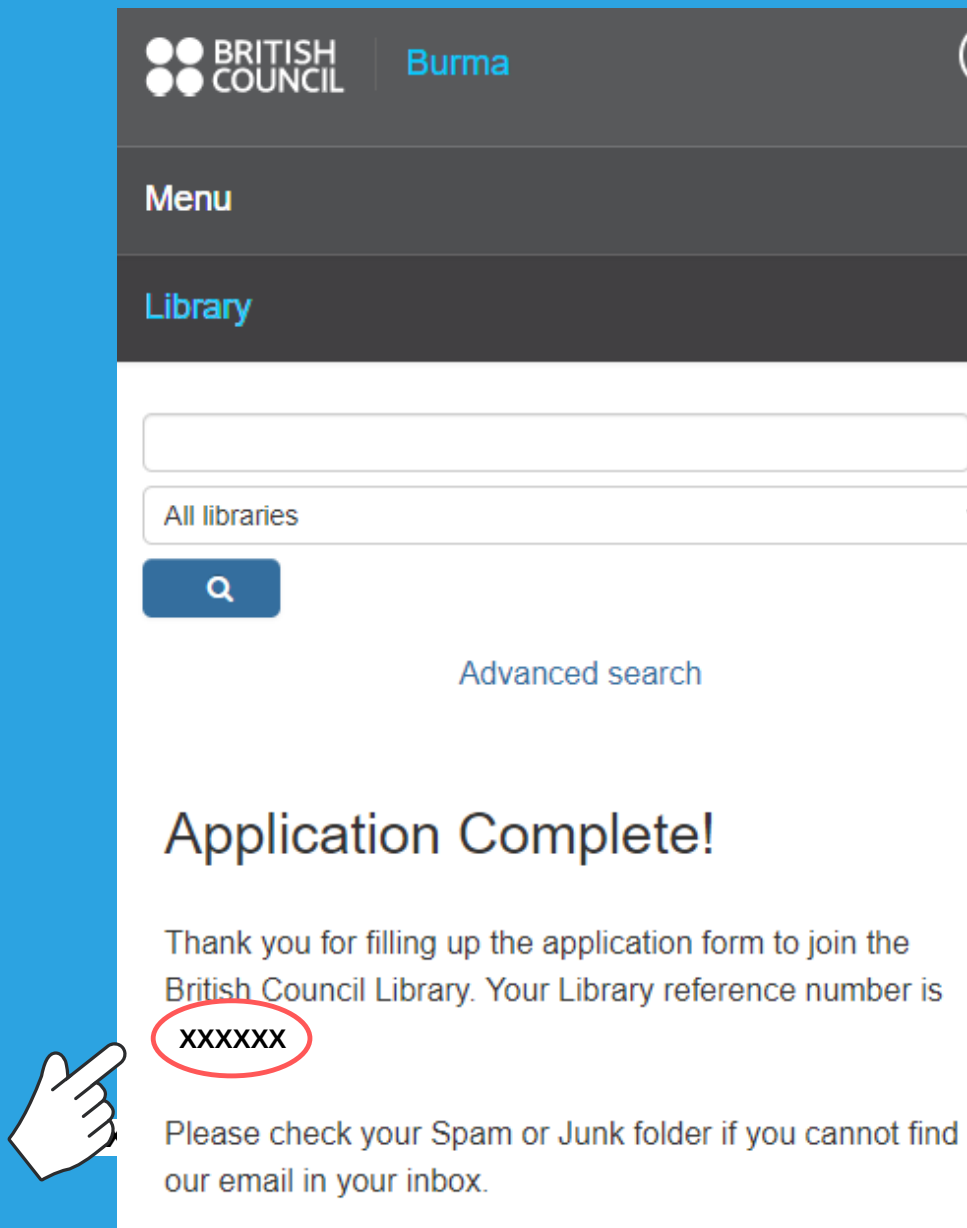 BRITISH
COUNCIL
Burma
Menu
Library
All libraries
Advanced search
Application Complete!
Thank you for filling up the application form to join the
British Council Library. Your Library reference number is
xxxxxx
Please check your Spam or Junk folder if you cannot find
our email in your inbox.